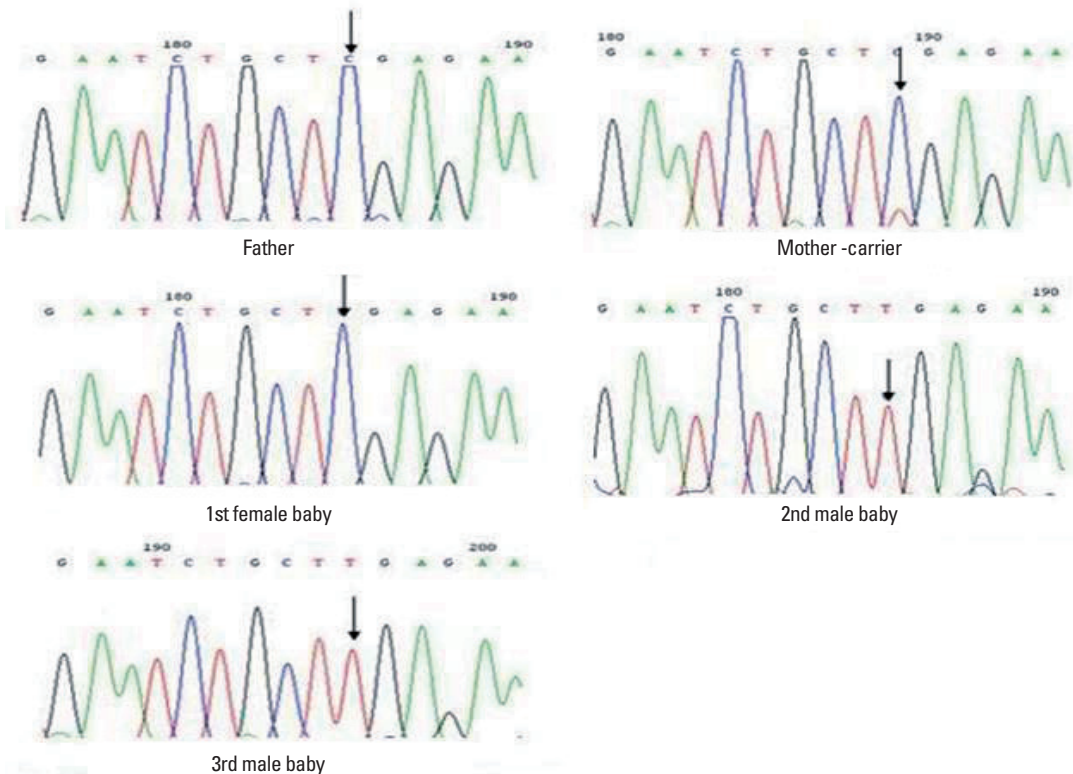 180 190
G A A T C T G C T C G A G A A
Father
180 190
G A A T C T G C T C G A G A A
Mother -carrier
180 190
G A A T C T G C T G A G A A
1st female baby
180 190
G A A T C T G C T T G A G A A
2nd male baby
190 200
G A A T C T G C T T G A G A A
3rd male baby